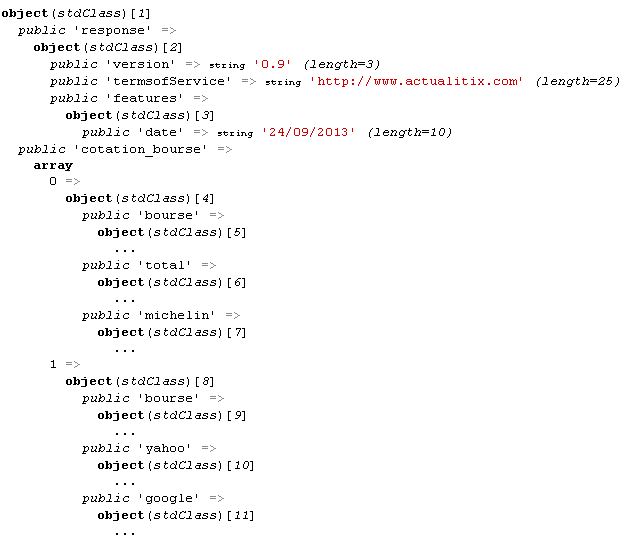 object(stdClass)[1]
  public 'response' =>
    object(stdClass)[2]
      public 'version' => string '0.9' (length=3)
      public 'termsofService' => string 'http://www.actualitix.com' (length=25)
      public 'features' =>
        object(stdClass)[3]
          public 'date' => string '24/09/2013' (length=10)
  public 'cotation_bourse' =>
    array
      0 =>
        object(stdClass)[4]
          public 'bourse' =>
            object(stdClass)[5]
              ...
          public 'total' =>
            object(stdClass)[6]
              ...
          public 'michelin' =>
            object(stdClass)[7]
              ...
      1 =>
        object(stdClass)[8]
          public 'bourse' =>
            object(stdClass)[9]
              ...
          public 'yahoo' =>
            object(stdClass)[10]
              ...
          public 'google' =>
            object(stdClass)[11]
              ...